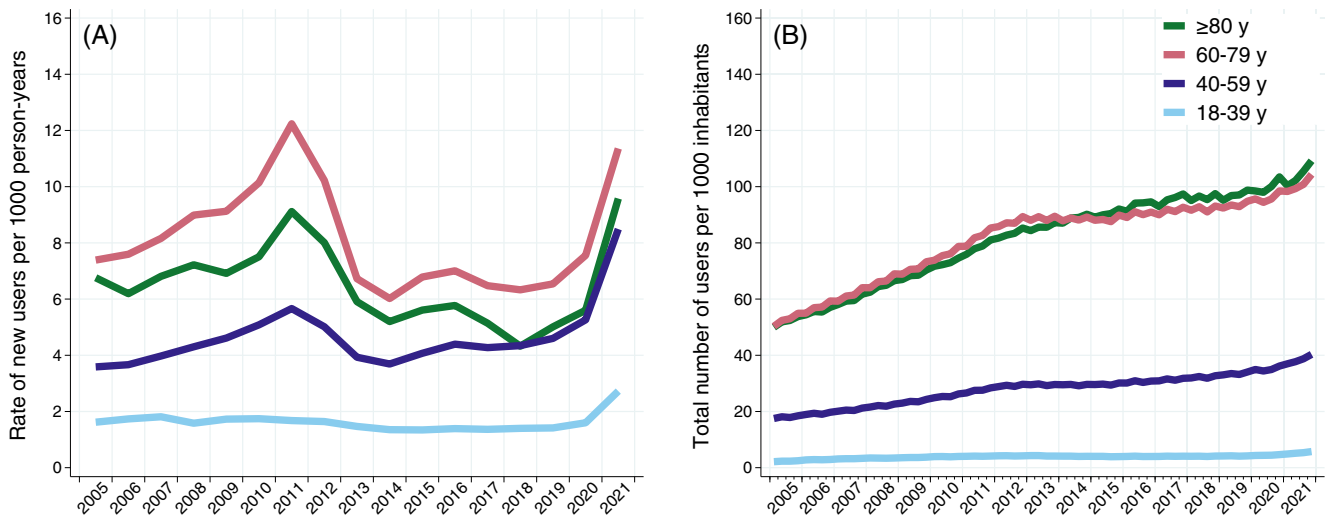 (A)
Rate of new users per 1000 person-years
16
14
12
10
8
6
4
2
0
2005 2006 2007 2008 2009 2010 2011 2012 2013 2014 2015 2016 2017 2018 2019 2020 2021
(B)
Total number of users per 1000 inhabitants
160
140
120
100
80
60
40
20
0
2005 2006 2007 2008 2009 2010 2011 2012 2013 2014 2015 2016 2017 2018 2019 2020 2021
≥80 y
60-79 y
40-59 y
18-39 y